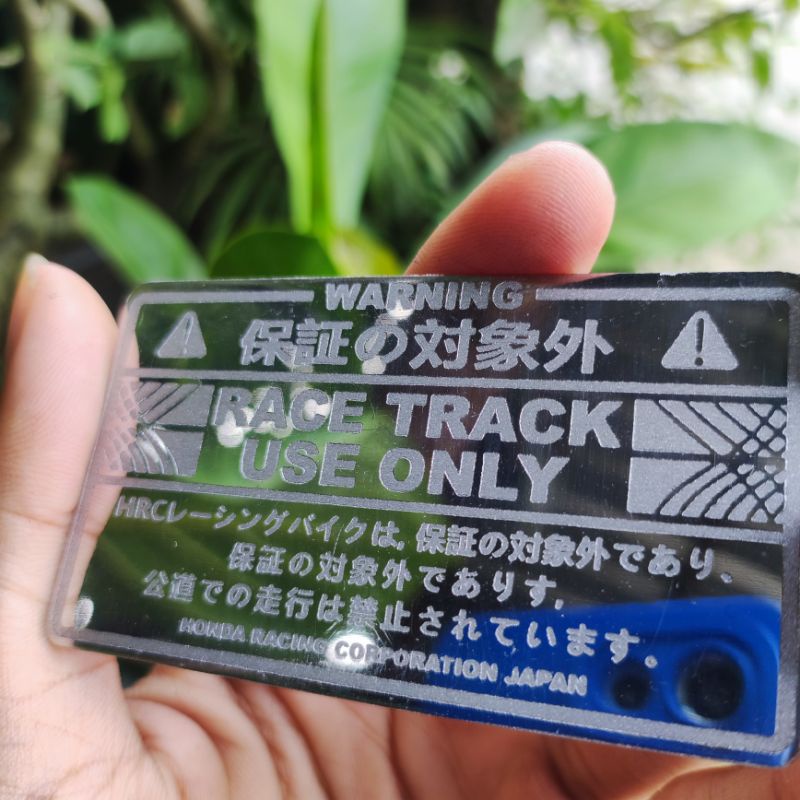 WARNING
保証の対象外
RACE TRACK
USE ONLY
HRCレーシングバイクは, 保証の対象外であり、
保証の対象外でありす,
公道での走行は禁止されています。
HONDA RACING CORPORATION JAPAN